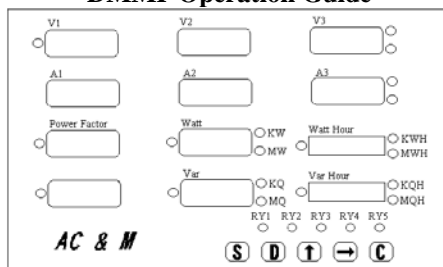 DMMP Operation Guide
V1 V2 V3
A1 A2 A3
Power Factor Watt KW MW Watt Hour KWH MWH
Var KQ MQ Var Hour KQH MQH
RY1 RY2 RY3 RY4 RY5
AC & M S D ↑ → C